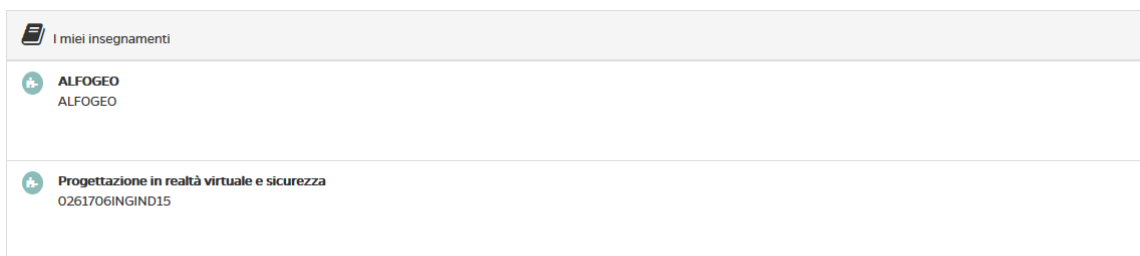 I miei insegnamenti
ALFOGEO
ALFOGEO
Progettazione in realtà virtuale e sicurezza
0261706INGIND15